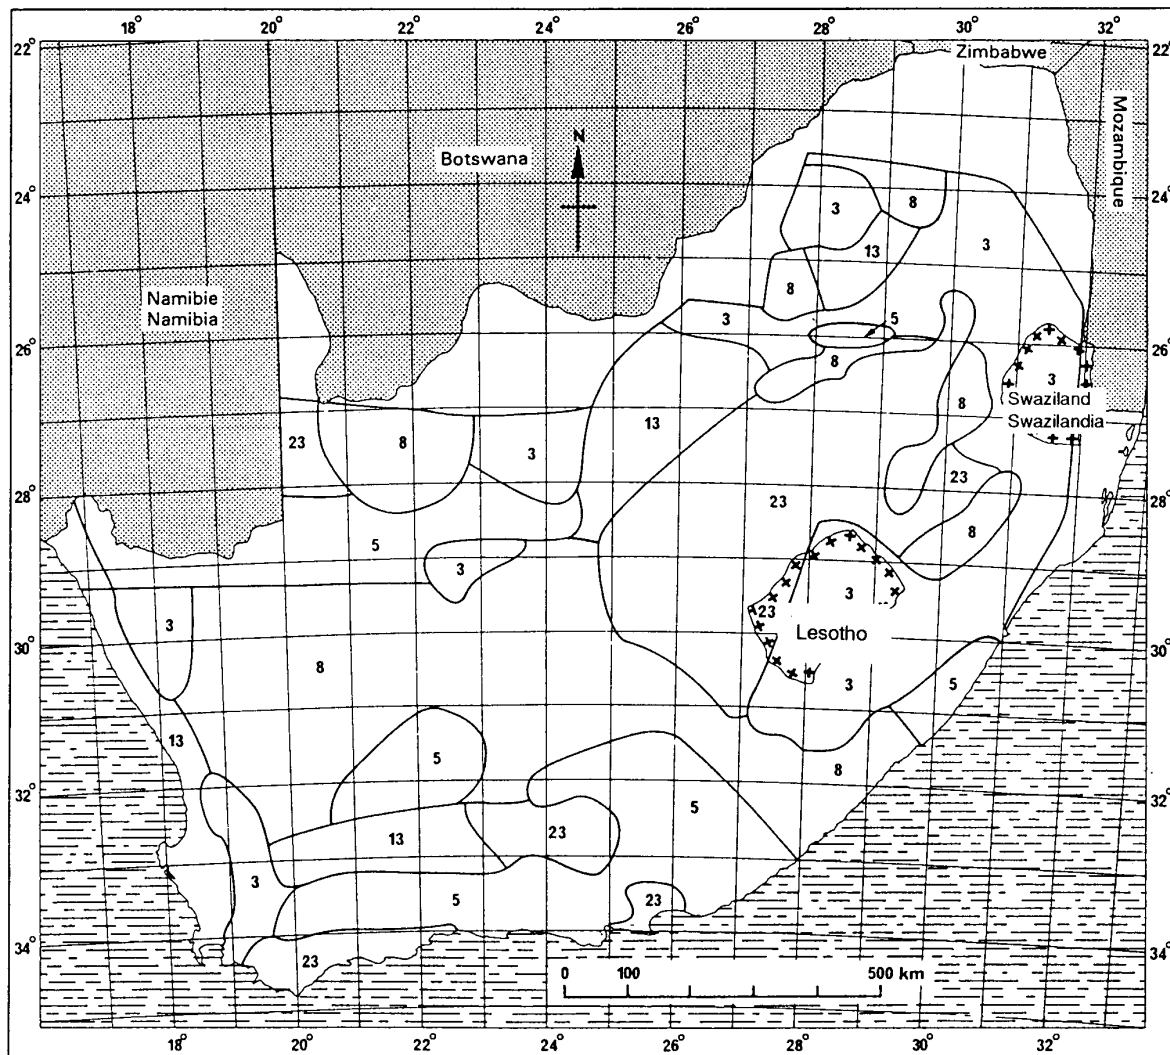 18° 20° 22° 24° 26° 28° 30° 32°
22° Zimbabwe 22°
Mozambique
N
Botswana
24° 8 24°
3
13 3
Namibie
Namibia
8
3 5
26° 26°
8
3
Swaziland
Swazilandia
13
8
23 8 3
23
28° 23 28°
8
5
3
3
23
3 Lesotho
30° 8 30°
3 5
13
5 8
32° 5 32°
13 23
3
5 23
34° 34°
23
0 100 500 km
18° 20° 22° 24° 26° 28° 30° 32°